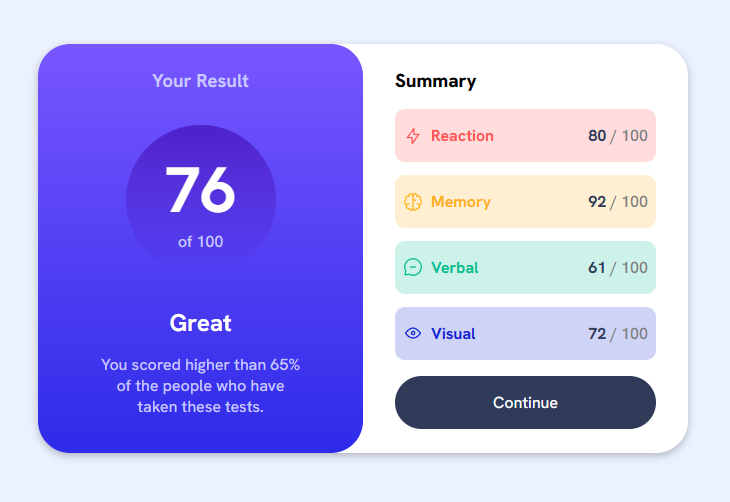 Your Result
76
of 100
Great
You scored higher than 65%
of the people who have
taken these tests.
Summary
Reaction 80 / 100
Memory 92 / 100
Verbal 61 / 100
Visual 72 / 100
Continue